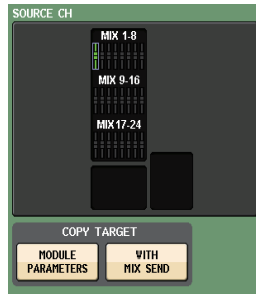 SOURCE CH
MIX 1-8
MIX 9-16
MIX17-24
COPY TARGET
MODULE
PARAMETERS
WITH
MIX SEND